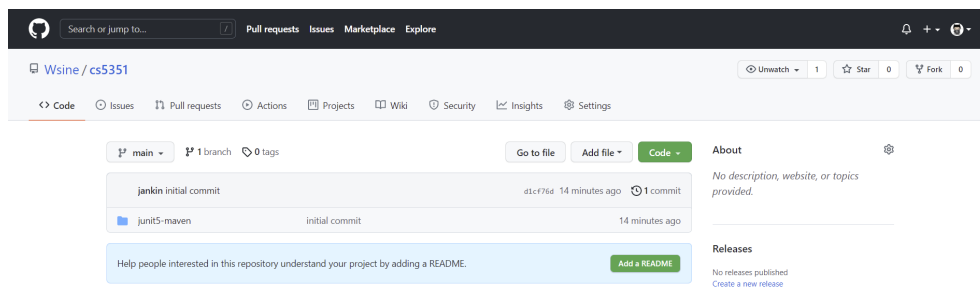 Search or jump to... / Pull requests Issues Marketplace Explore
Wsine / cs5351 Unwatch 1 Star 0 Fork 0
Code Issues Pull requests Actions Projects Wiki Security Insights Settings
main 1 branch 0 tags Go to file Add file Code About
No description, website, or topics
provided.
jankin initial commit d1cf76d 14 minutes ago 1 commit
junit5-maven initial commit 14 minutes ago
Help people interested in this repository understand your project by adding a README. Add a README
Releases
No releases published
Create a new release